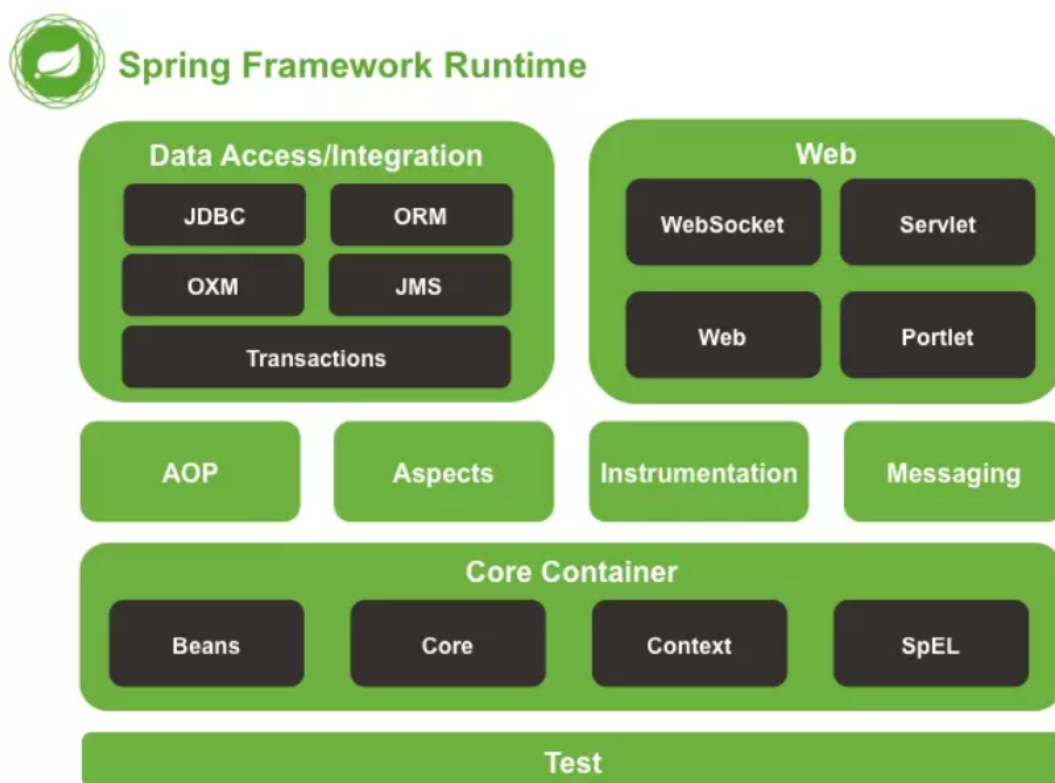 Spring Framework Runtime
Data Access/Integration
JDBC
ORM
OXM
JMS
Transactions
Web
WebSocket
Servlet
Web
Portlet
AOP
Aspects
Instrumentation
Messaging
Core Container
Beans
Core
Context
SpEL
Test